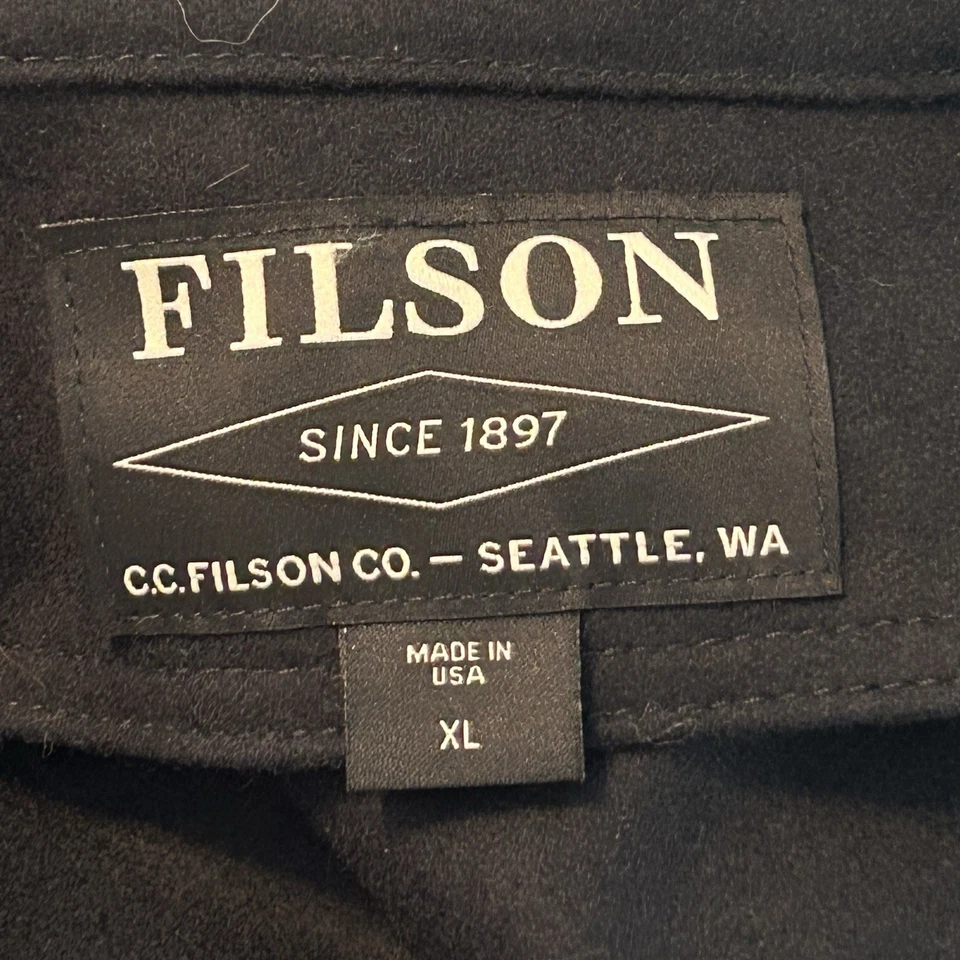 FILSON
SINCE 1897
C.C.FILSON CO. — SEATTLE, WA
MADE IN
USA
XL